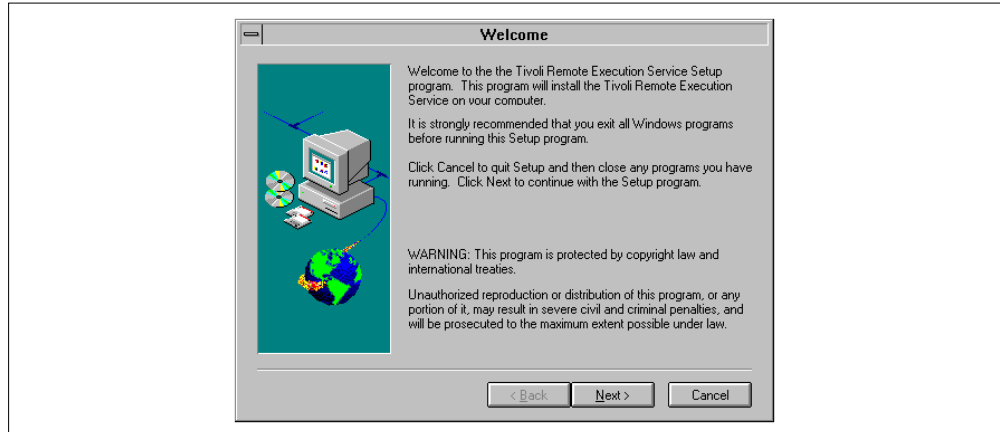 Welcome
Welcome to the the Tivoli Remote Execution Service Setup
program. This program will install the Tivoli Remote Execution
Service on your computer.
It is strongly recommended that you exit all Windows programs
before running this Setup program.
Click Cancel to quit Setup and then close any programs you have
running. Click Next to continue with the Setup program.
WARNING: This program is protected by copyright law and
international treaties.
Unauthorized reproduction or distribution of this program, or any
portion of it, may result in severe civil and criminal penalties, and
will be prosecuted to the maximum extent possible under law.
< Back Next > Cancel